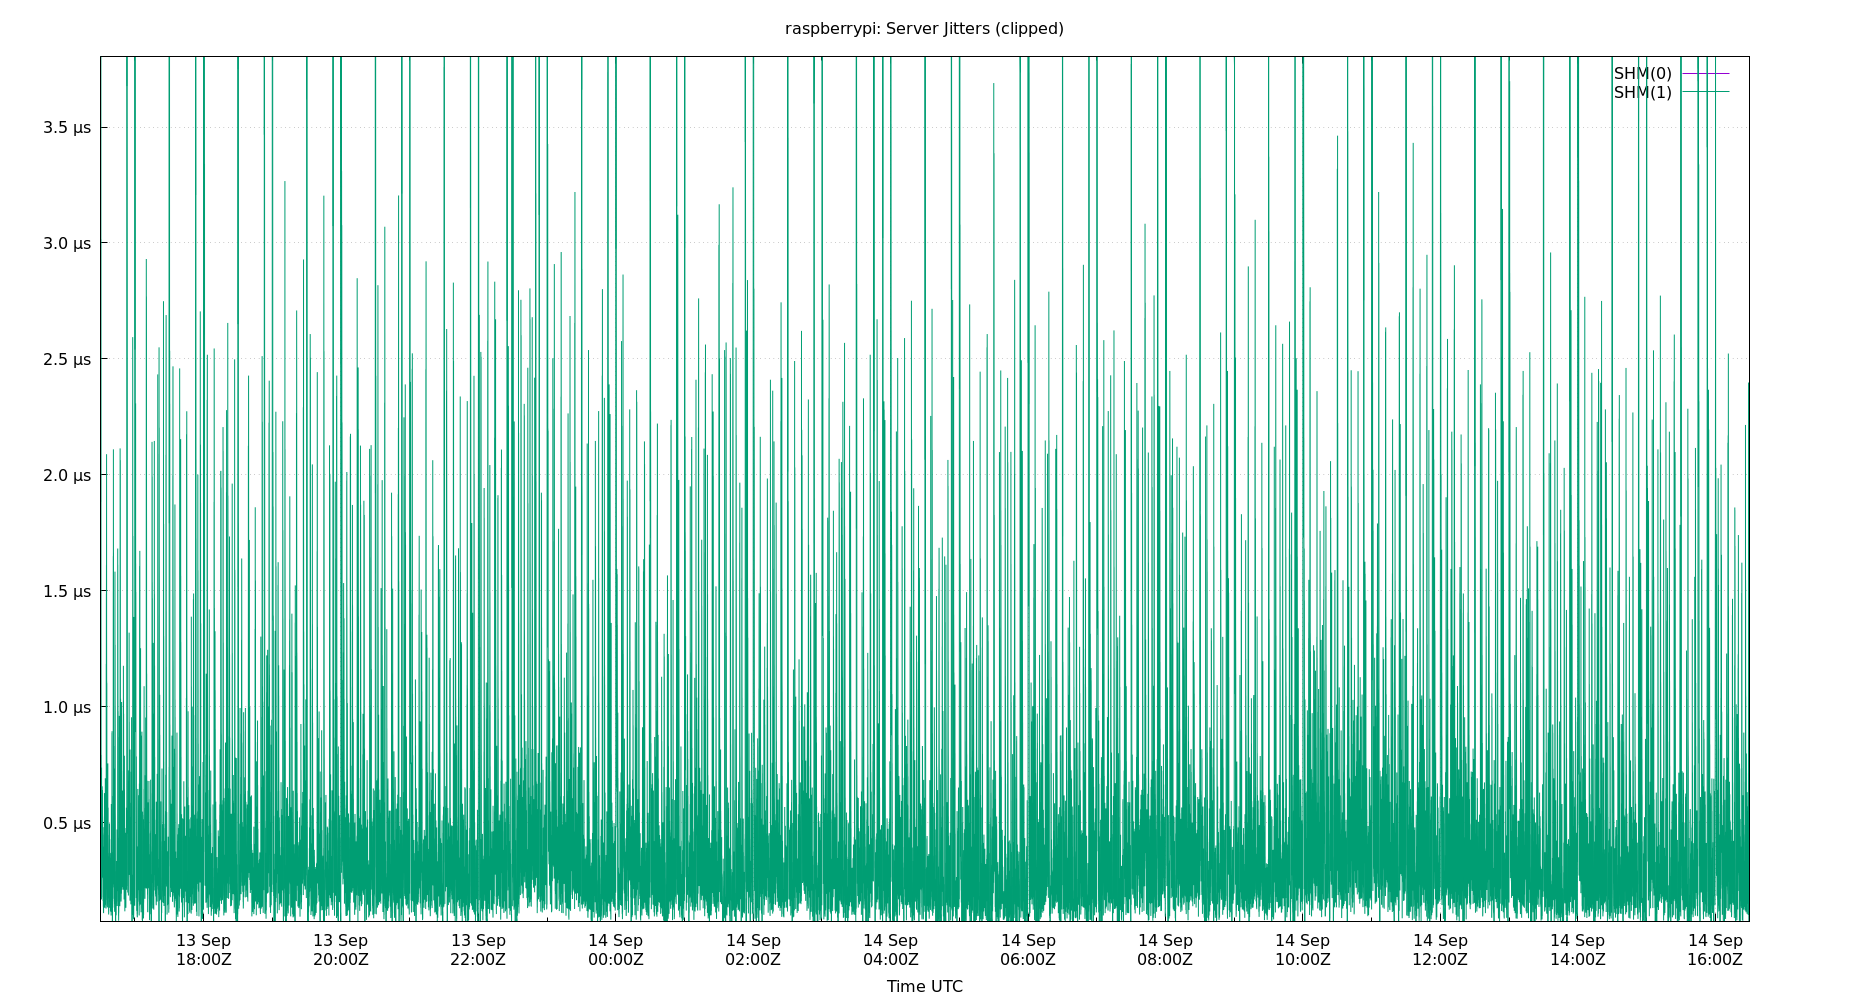 raspberrypi: Server Jitters (clipped)
SHM(0)
SHM(1)
3.5 µs
3.0 µs
2.5 µs
2.0 µs
1.5 µs
1.0 µs
0.5 µs
13 Sep 13 Sep 13 Sep 14 Sep 14 Sep 14 Sep 14 Sep 14 Sep 14 Sep 14 Sep 14 Sep 14 Sep
18:00Z 20:00Z 22:00Z 00:00Z 02:00Z 04:00Z 06:00Z 08:00Z 10:00Z 12:00Z 14:00Z 16:00Z
Time UTC